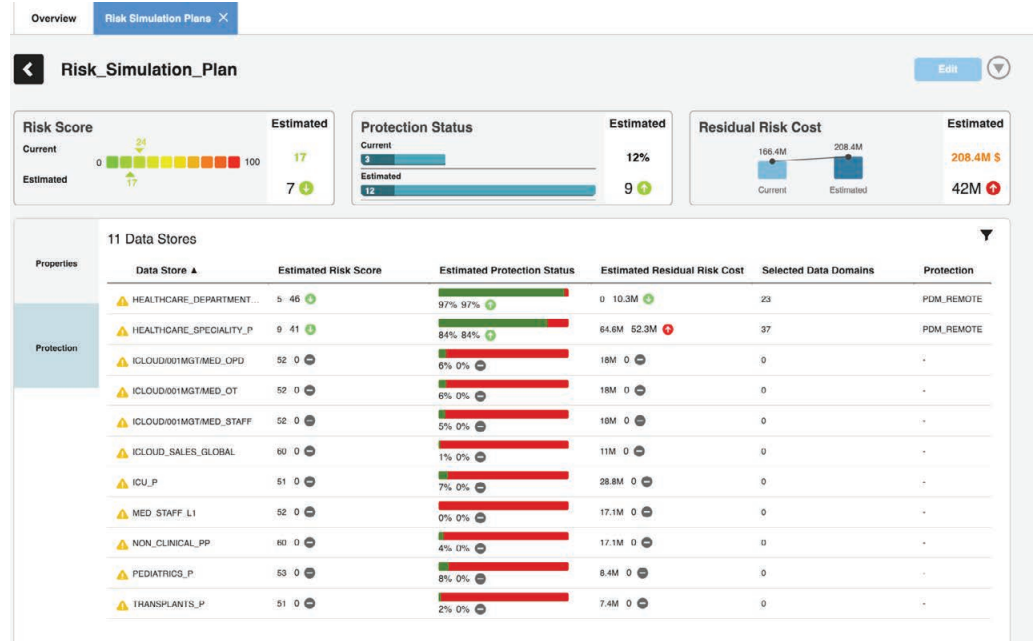 Overview Risk Simulation Plans
Risk_Simulation_Plan Edit
Risk Score Estimated
Current 24
0 100 17
Estimated 17 7
Protection Status Estimated
Current
3 12%
Estimated
12 9
Residual Risk Cost Estimated
166.4M 208.4M 208.4M $
Current Estimated 42M
Properties
Protection
11 Data Stores
Data Store ▲ Estimated Risk Score Estimated Protection Status Estimated Residual Risk Cost Selected Data Domains Protection
HEALTHCARE_DEPARTMENT... 5 46 97% 97% 0 10.3M 23 PDM_REMOTE
HEALTHCARE_SPECIALITY_P 9 41 84% 84% 64.6M 52.3M 37 PDM_REMOTE
ICLOUD/001MGT/MED_OPD 52 0 6% 0% 18M 0 0 -
ICLOUD/001MGT/MED_OT 52 0 6% 0% 18M 0 0 -
ICLOUD/001MGT/MED_STAFF 52 0 5% 0% 18M 0 0 -
ICLOUD_SALES_GLOBAL 60 0 1% 0% 11M 0 0 -
ICU_P 51 0 7% 0% 28.8M 0 0 -
MED_STAFF_L1 52 0 0% 0% 17.1M 0 0 -
NON_CLINICAL_PP 60 0 4% 0% 17.1M 0 0 -
PEDIATRICS_P 53 0 8% 0% 8.4M 0 0 -
TRANSPLANTS_P 51 0 2% 0% 7.4M 0 0 -